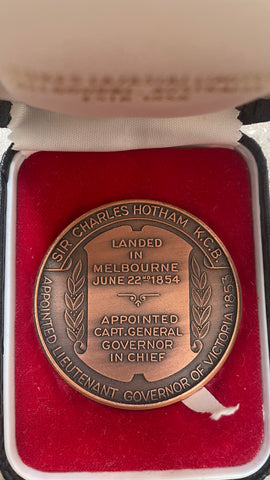 SIR CHARLES HOTHAM K.C.B.
LANDED
IN
MELBOURNE
JUNE 22ND 1854
APPOINTED
CAPT. GENERAL
GOVERNOR
IN CHIEF
APPOINTED LIEUTENANT GOVERNOR OF VICTORIA 1853